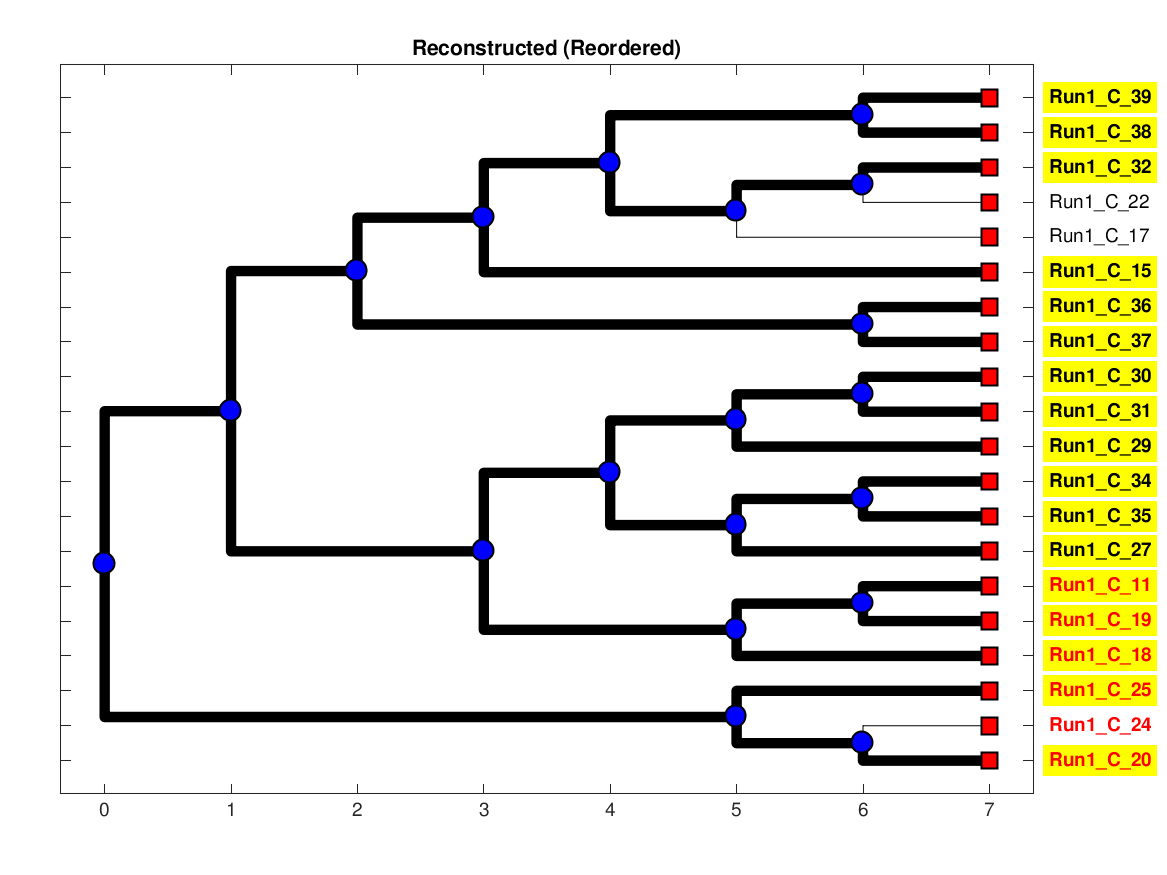 Reconstructed (Reordered)
Run1_C_39
Run1_C_38
Run1_C_32
Run1_C_22
Run1_C_17
Run1_C_15
Run1_C_36
Run1_C_37
Run1_C_30
Run1_C_31
Run1_C_29
Run1_C_34
Run1_C_35
Run1_C_27
Run1_C_11
Run1_C_19
Run1_C_18
Run1_C_25
Run1_C_24
Run1_C_20
0 1 2 3 4 5 6 7